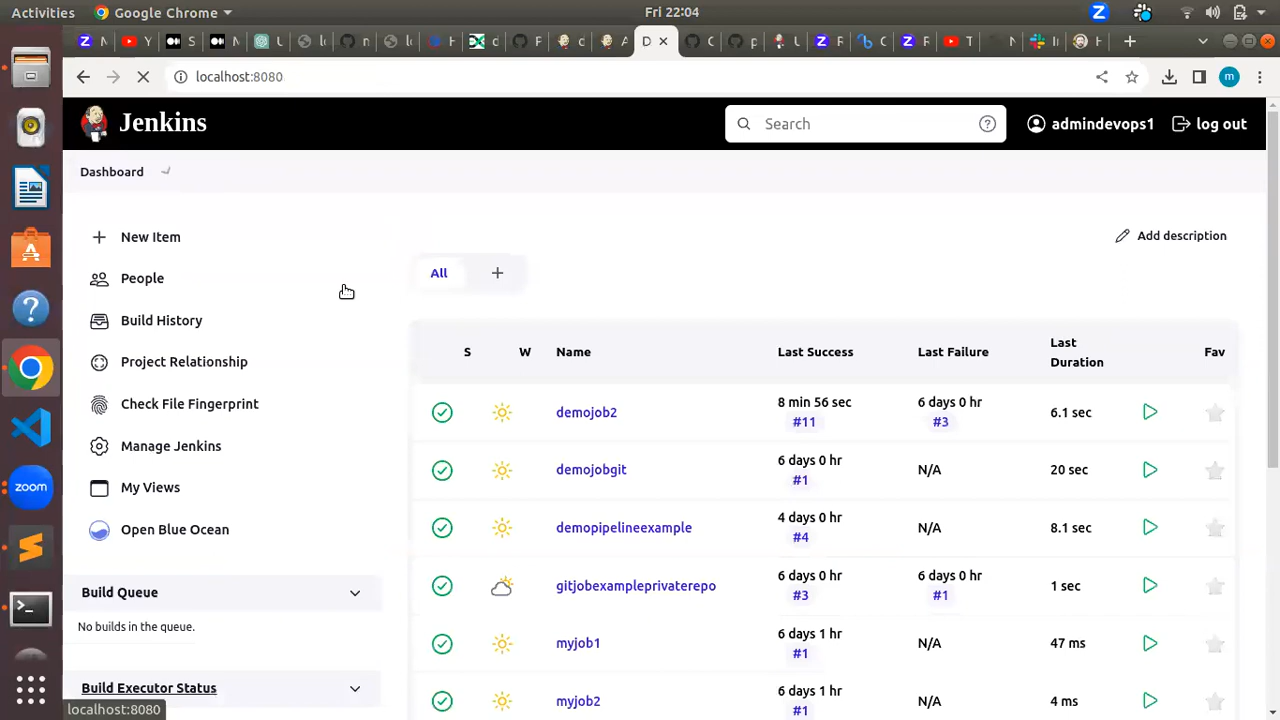 Activities Google Chrome Fri 22:04
localhost:8080 m
Jenkins Search admindevops1 log out
Dashboard
New Item
People
Build History
Project Relationship
Check File Fingerprint
Manage Jenkins
My Views
Open Blue Ocean
Build Queue
No builds in the queue.
Build Executor Status
localhost:8080
Add description
All +
S W Name Last Success Last Failure Last Duration Fav
demojob2 8 min 56 sec #11 6 days 0 hr #3 6.1 sec
demojobgit 6 days 0 hr #1 N/A 20 sec
demopipelineexample 4 days 0 hr #4 N/A 8.1 sec
gitjobexampleprivaterepo 6 days 0 hr #3 6 days 0 hr #1 1 sec
myjob1 6 days 1 hr #1 N/A 47 ms
myjob2 6 days 1 hr #1 N/A 4 ms
zoom